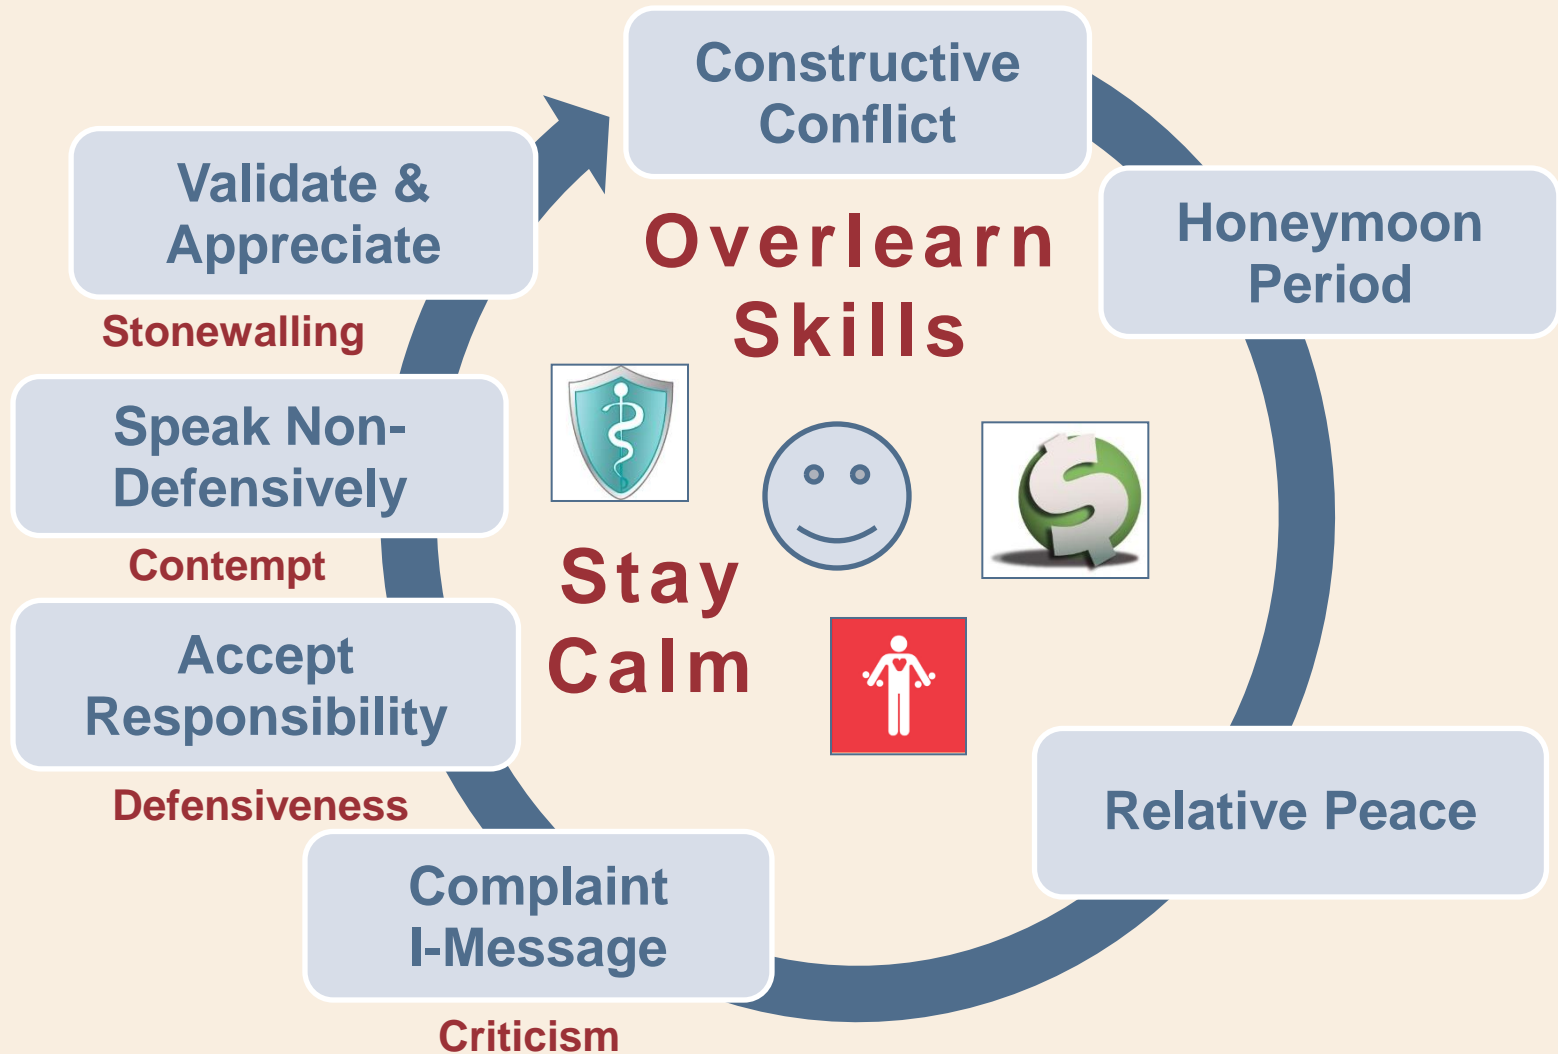 Constructive
Conflict
Honeymoon
Period
Relative Peace
Complaint
I-Message
Criticism
Accept
Responsibility
Defensiveness
Speak Non-
Defensively
Contempt
Validate &
Appreciate
Stonewalling
Overlearn
Skills
Stay
Calm
$